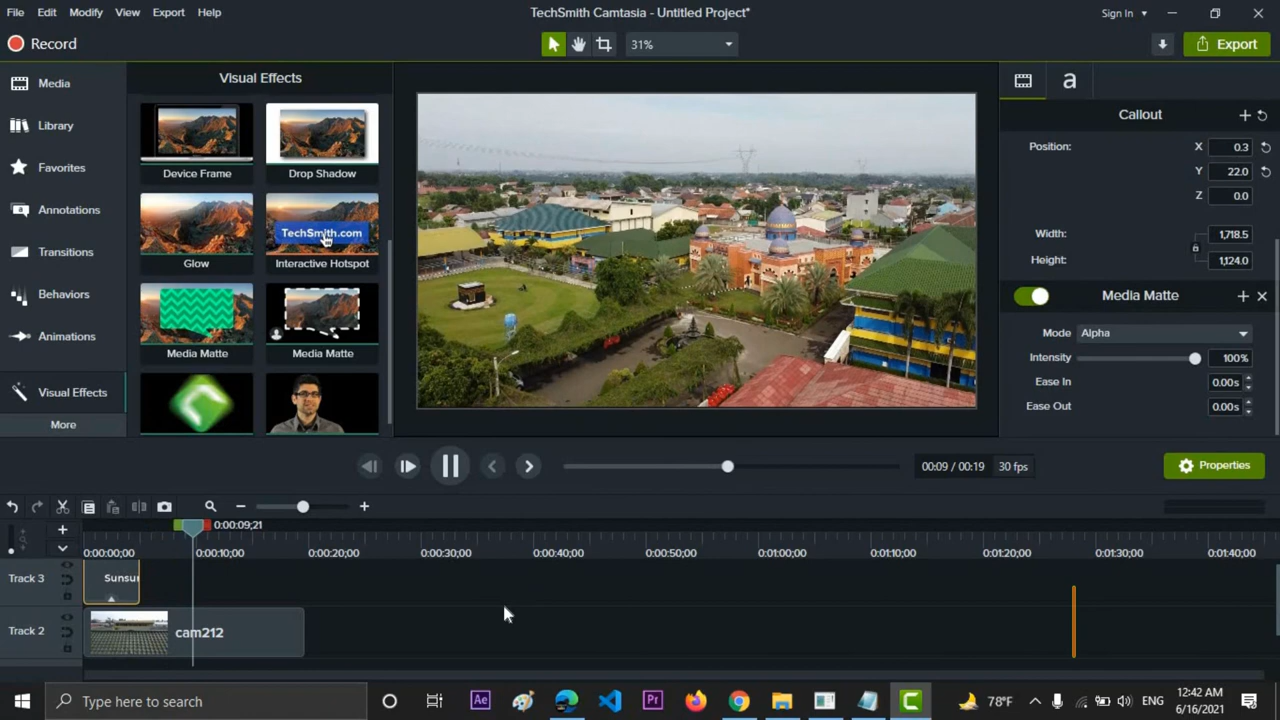 File Edit Modify View Export Help
TechSmith Camtasia - Untitled Project*
Sign In
Record
31%
Export
Media
Library
Favorites
Annotations
Transitions
Behaviors
Animations
Visual Effects
More
Visual Effects
Device Frame
Drop Shadow
Glow
TechSmith.com
Interactive Hotspot
Media Matte
Media Matte
a
Callout
Position: X 0.3
Y 22.0
Z 0.0
Width: 1,718.5
Height: 1,124.0
Media Matte
Mode Alpha
Intensity 100%
Ease In 0.00s
Ease Out 0.00s
00:09 / 00:19 30 fps
Properties
0:00:09;21
0:00:00;00 0:00:10;00 0:00:20;00 0:00:30;00 0:00:40;00 0:00:50;00 0:01:00;00 0:01:10;00 0:01:20;00 0:01:30;00 0:01:40;00
Track 3
Sunsu
Track 2
cam212
Type here to search
Ae
Pr
78°F
ENG
12:42 AM
6/16/2021